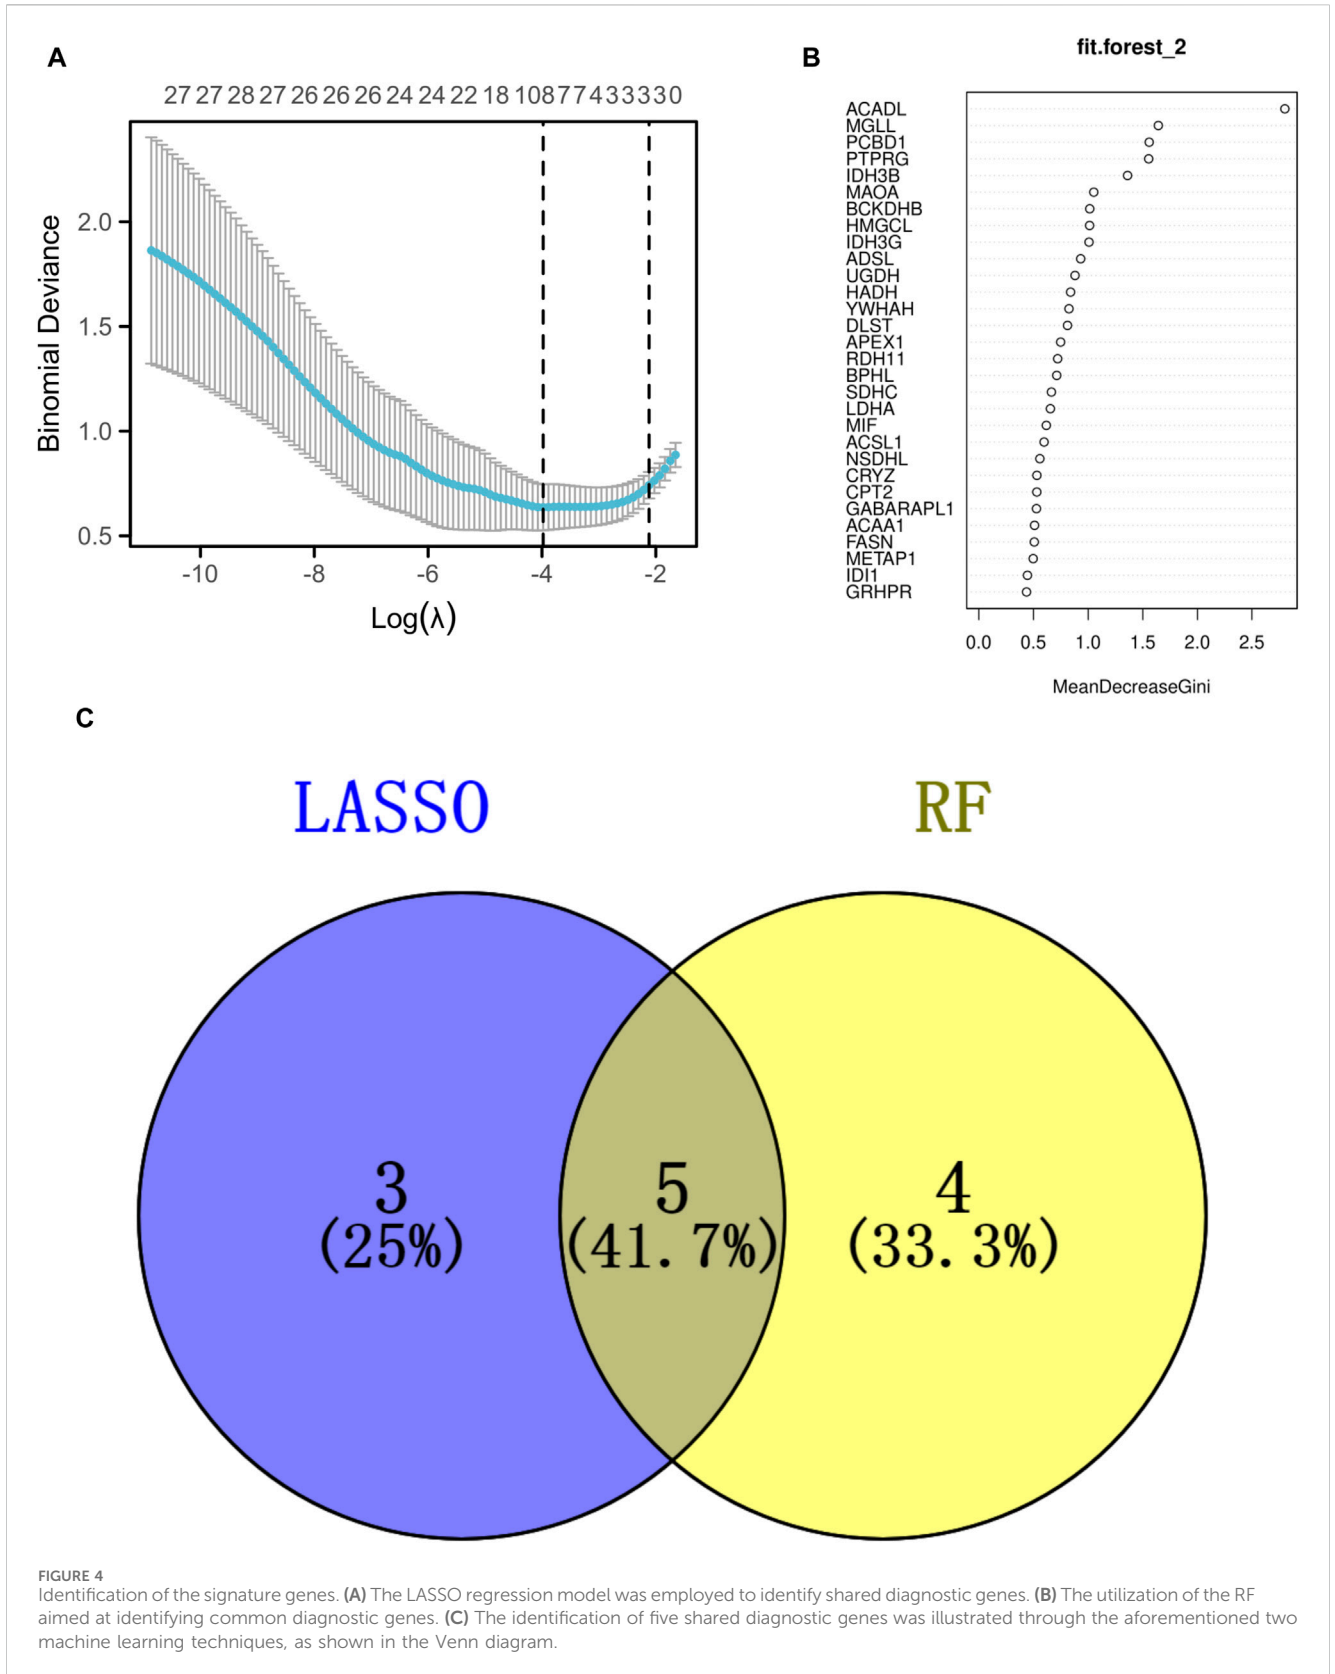 A
27 27 28 27 26 26 26 24 24 22 18 10 8 7 7 4 3 3 3 3 0
Binomial Deviance
2.0
1.5
1.0
0.5
-10 -8 -6 -4 -2
Log(λ)
B
fit.forest_2
ACADL
MGLL
PCBD1
PTPRG
IDH3B
MAOA
BCKDHB
HMGCL
IDH3G
ADSL
UGDH
HADH
YWHAH
DLST
APEX1
RDH11
BPHL
SDHC
LDHA
MIF
ACSL1
NSDHL
CRYZ
CPT2
GABARAPL1
ACAA1
FASN
METAP1
IDI1
GRHPR
0.0 0.5 1.0 1.5 2.0 2.5
MeanDecreaseGini
C
LASSO RF
3 5 4
(25%) (41.7%) (33.3%)
FIGURE 4
Identification of the signature genes. (A) The LASSO regression model was employed to identify shared diagnostic genes. (B) The utilization of the RF
aimed at identifying common diagnostic genes. (C) The identification of five shared diagnostic genes was illustrated through the aforementioned two
machine learning techniques, as shown in the Venn diagram.